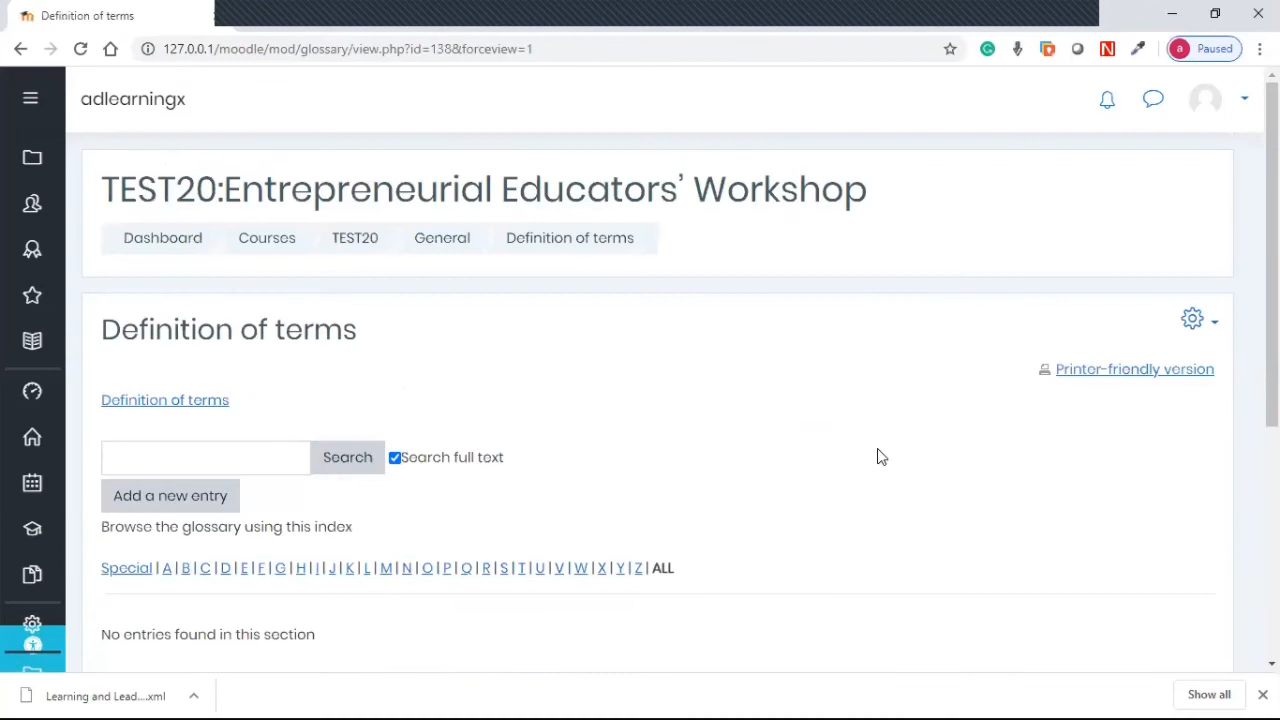 Definition of terms
127.0.0.1/moodle/mod/glossary/view.php?id=138&forceview=1
a Paused
adlearningx
TEST20:Entrepreneurial Educators’ Workshop
Dashboard Courses TEST20 General Definition of terms
Definition of terms
Printer-friendly version
Definition of terms
Search Search full text
Add a new entry
Browse the glossary using this index
Special | A | B | C | D | E | F | G | H | I | J | K | L | M | N | O | P | Q | R | S | T | U | V | W | X | Y | Z | ALL
No entries found in this section
Learning and Lead....xml
Show all